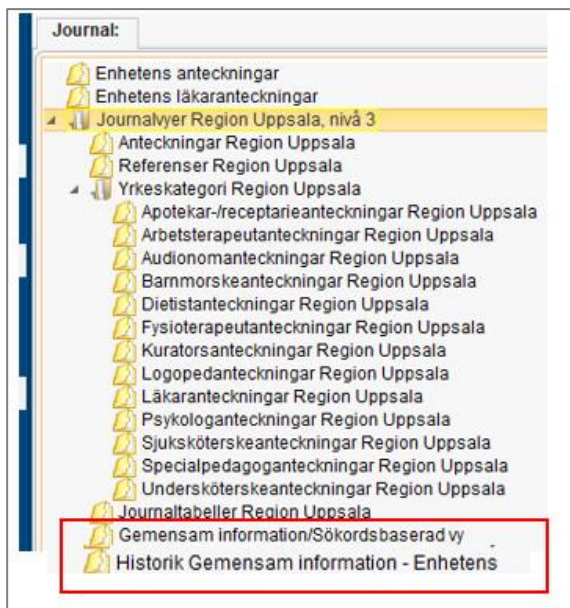 Journal:
Enhetens anteckningar
Enhetens läkaranteckningar
Journalvyer Region Uppsala, nivå 3
Anteckningar Region Uppsala
Referenser Region Uppsala
Yrkeskategori Region Uppsala
Apotekar-/receptarieanteckningar Region Uppsala
Arbetsterapeutanteckningar Region Uppsala
Audionomanteckningar Region Uppsala
Barnmorskeanteckningar Region Uppsala
Dietistanteckningar Region Uppsala
Fysioterapeutanteckningar Region Uppsala
Kuratorsanteckningar Region Uppsala
Logopedanteckningar Region Uppsala
Läkaranteckningar Region Uppsala
Psykologanteckningar Region Uppsala
Sjuksköterskeanteckningar Region Uppsala
Specialpedagoganteckningar Region Uppsala
Undersköterskeanteckningar Region Uppsala
Journaltabeller Region Uppsala
Gemensam information/Sökordsbaserad vy
Historik Gemensam information - Enhetens